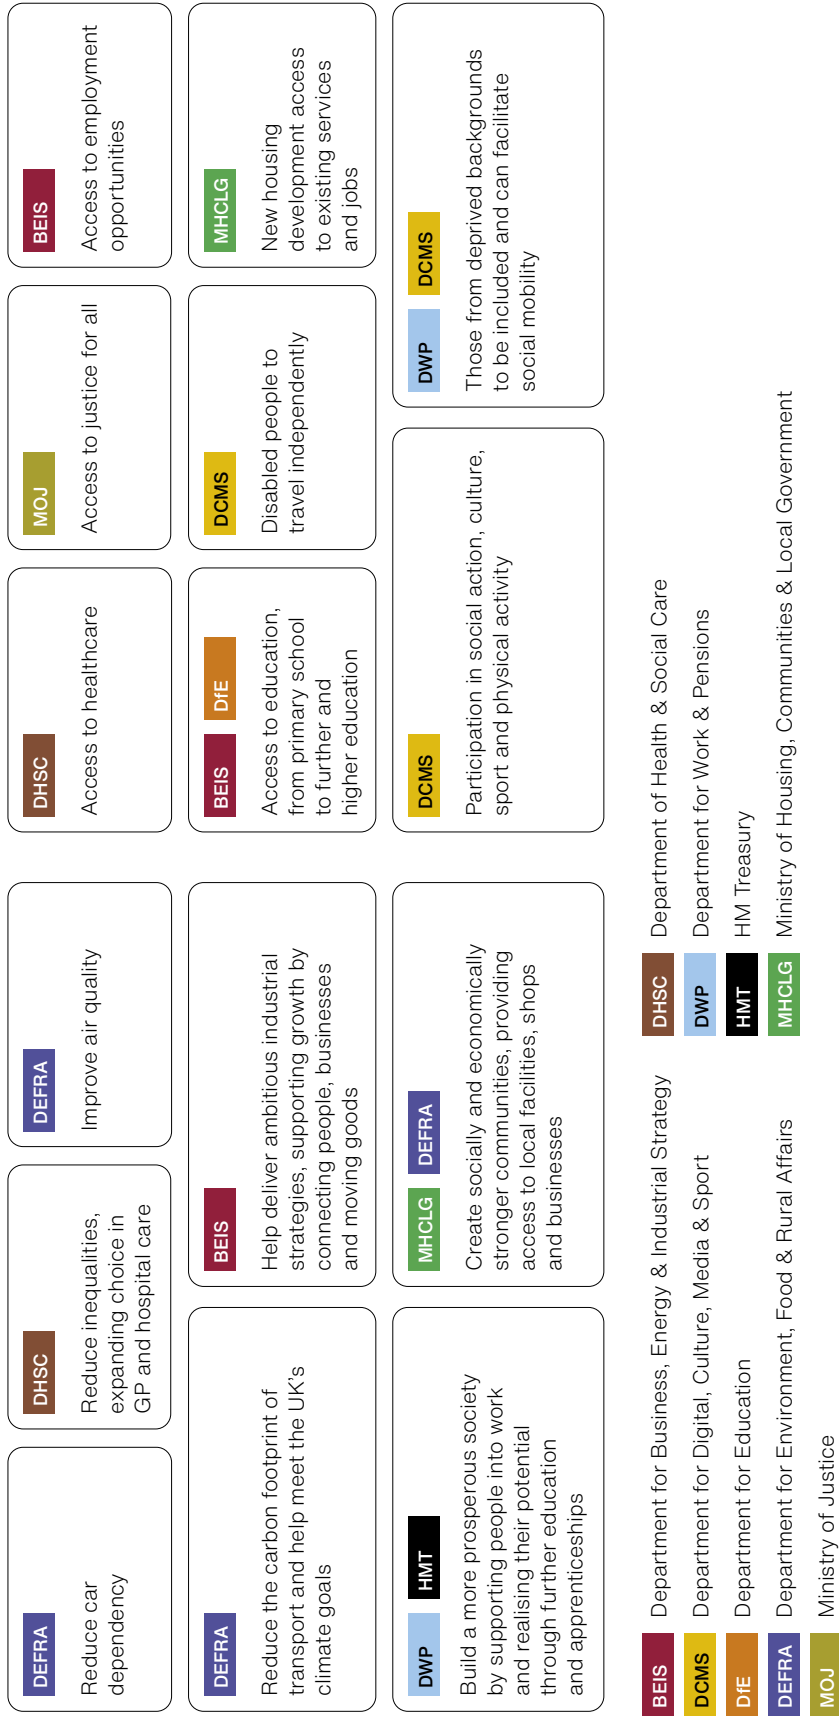 DEFRA
Reduce car
dependency
DHSC
Reduce inequalities,
expanding choice in
GP and hospital care
DEFRA
Improve air quality
DHSC
Access to healthcare
MOJ
Access to justice for all
BEIS
Access to employment
opportunities
DEFRA
Reduce the carbon footprint of
transport and help meet the UK’s
climate goals
BEIS
Help deliver ambitious industrial
strategies, supporting growth by
connecting people, businesses
and moving goods
BEIS DfE
Access to education,
from primary school
to further and
higher education
DCMS
Disabled people to
travel independently
MHCLG
New housing
development access
to existing services
and jobs
DWP HMT
Build a more prosperous society
by supporting people into work
and realising their potential
through further education
and apprenticeships
MHCLG DEFRA
Create socially and economically
stronger communities, providing
access to local facilities, shops
and businesses
DCMS
Participation in social action, culture,
sport and physical activity
DWP DCMS
Those from deprived backgrounds
to be included and can facilitate
social mobility
BEIS Department for Business, Energy & Industrial Strategy
DCMS Department for Digital, Culture, Media & Sport
DfE Department for Education
DEFRA Department for Environment, Food & Rural Affairs
MOJ Ministry of Justice
DHSC Department of Health & Social Care
DWP Department for Work & Pensions
HMT HM Treasury
MHCLG Ministry of Housing, Communities & Local Government